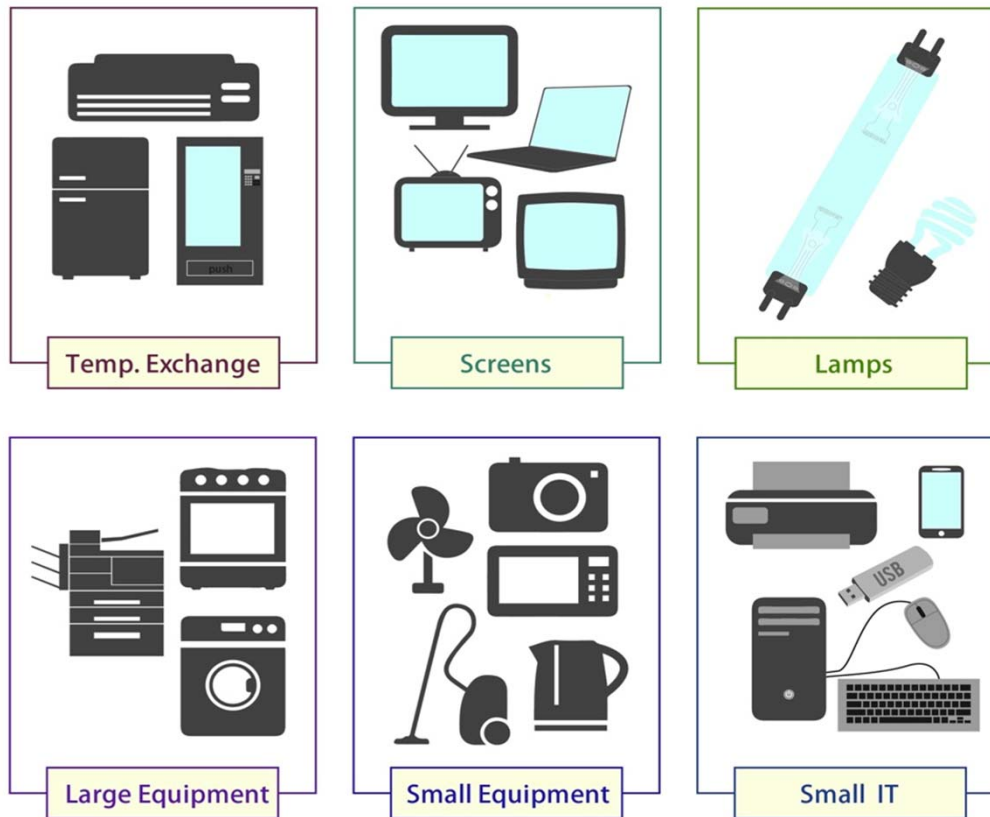 push
Temp. Exchange
Screens
Lamps
USB
Large Equipment
Small Equipment
Small IT